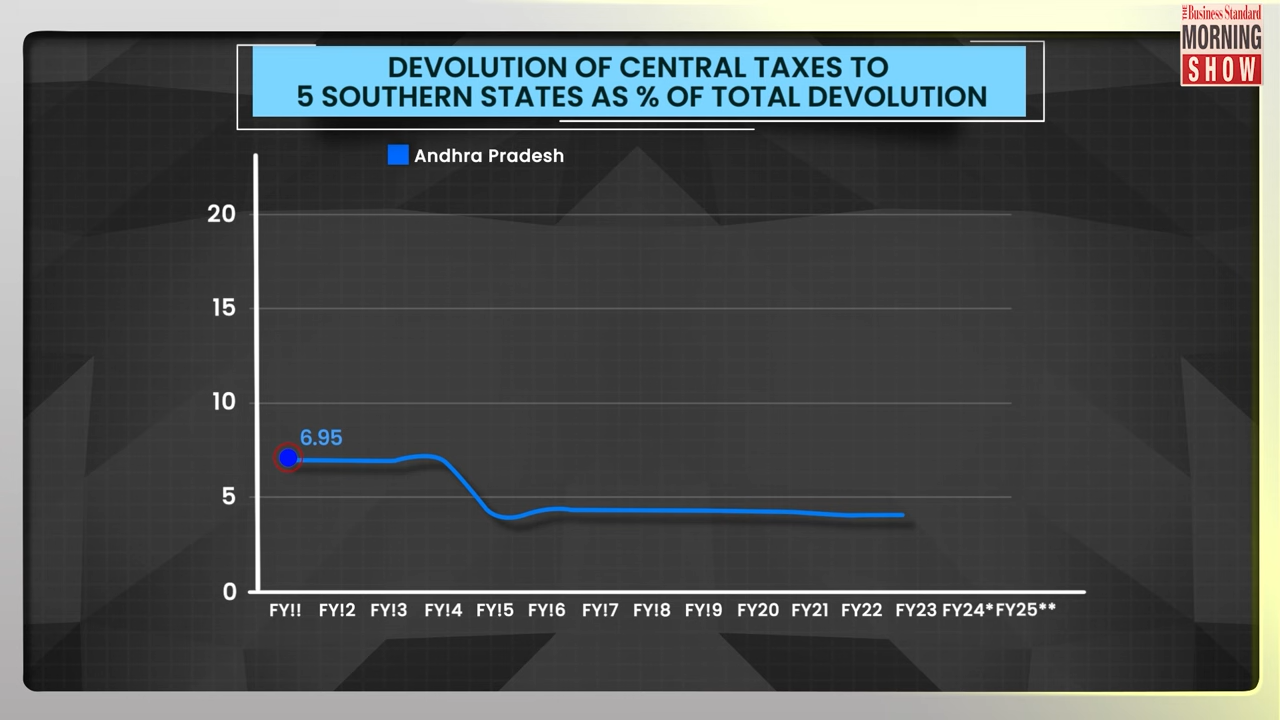 THE Business Standard
MORNING
SHOW
DEVOLUTION OF CENTRAL TAXES TO
5 SOUTHERN STATES AS % OF TOTAL DEVOLUTION
Andhra Pradesh
20
15
10
6.95
5
0
FY!! FY!2 FY!3 FY!4 FY!5 FY!6 FY!7 FY!8 FY!9 FY20 FY21 FY22 FY23 FY24* FY25**